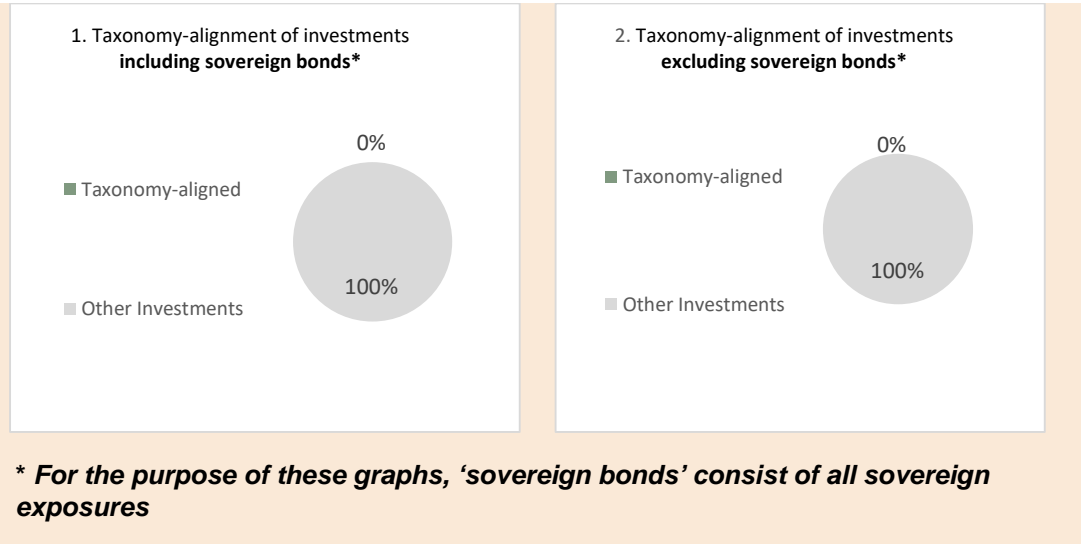 1. Taxonomy-alignment of investments
including sovereign bonds*
0%
Taxonomy-aligned
100%
Other Investments
2. Taxonomy-alignment of investments
excluding sovereign bonds*
0%
Taxonomy-aligned
100%
Other Investments
* For the purpose of these graphs, ‘sovereign bonds’ consist of all sovereign
exposures